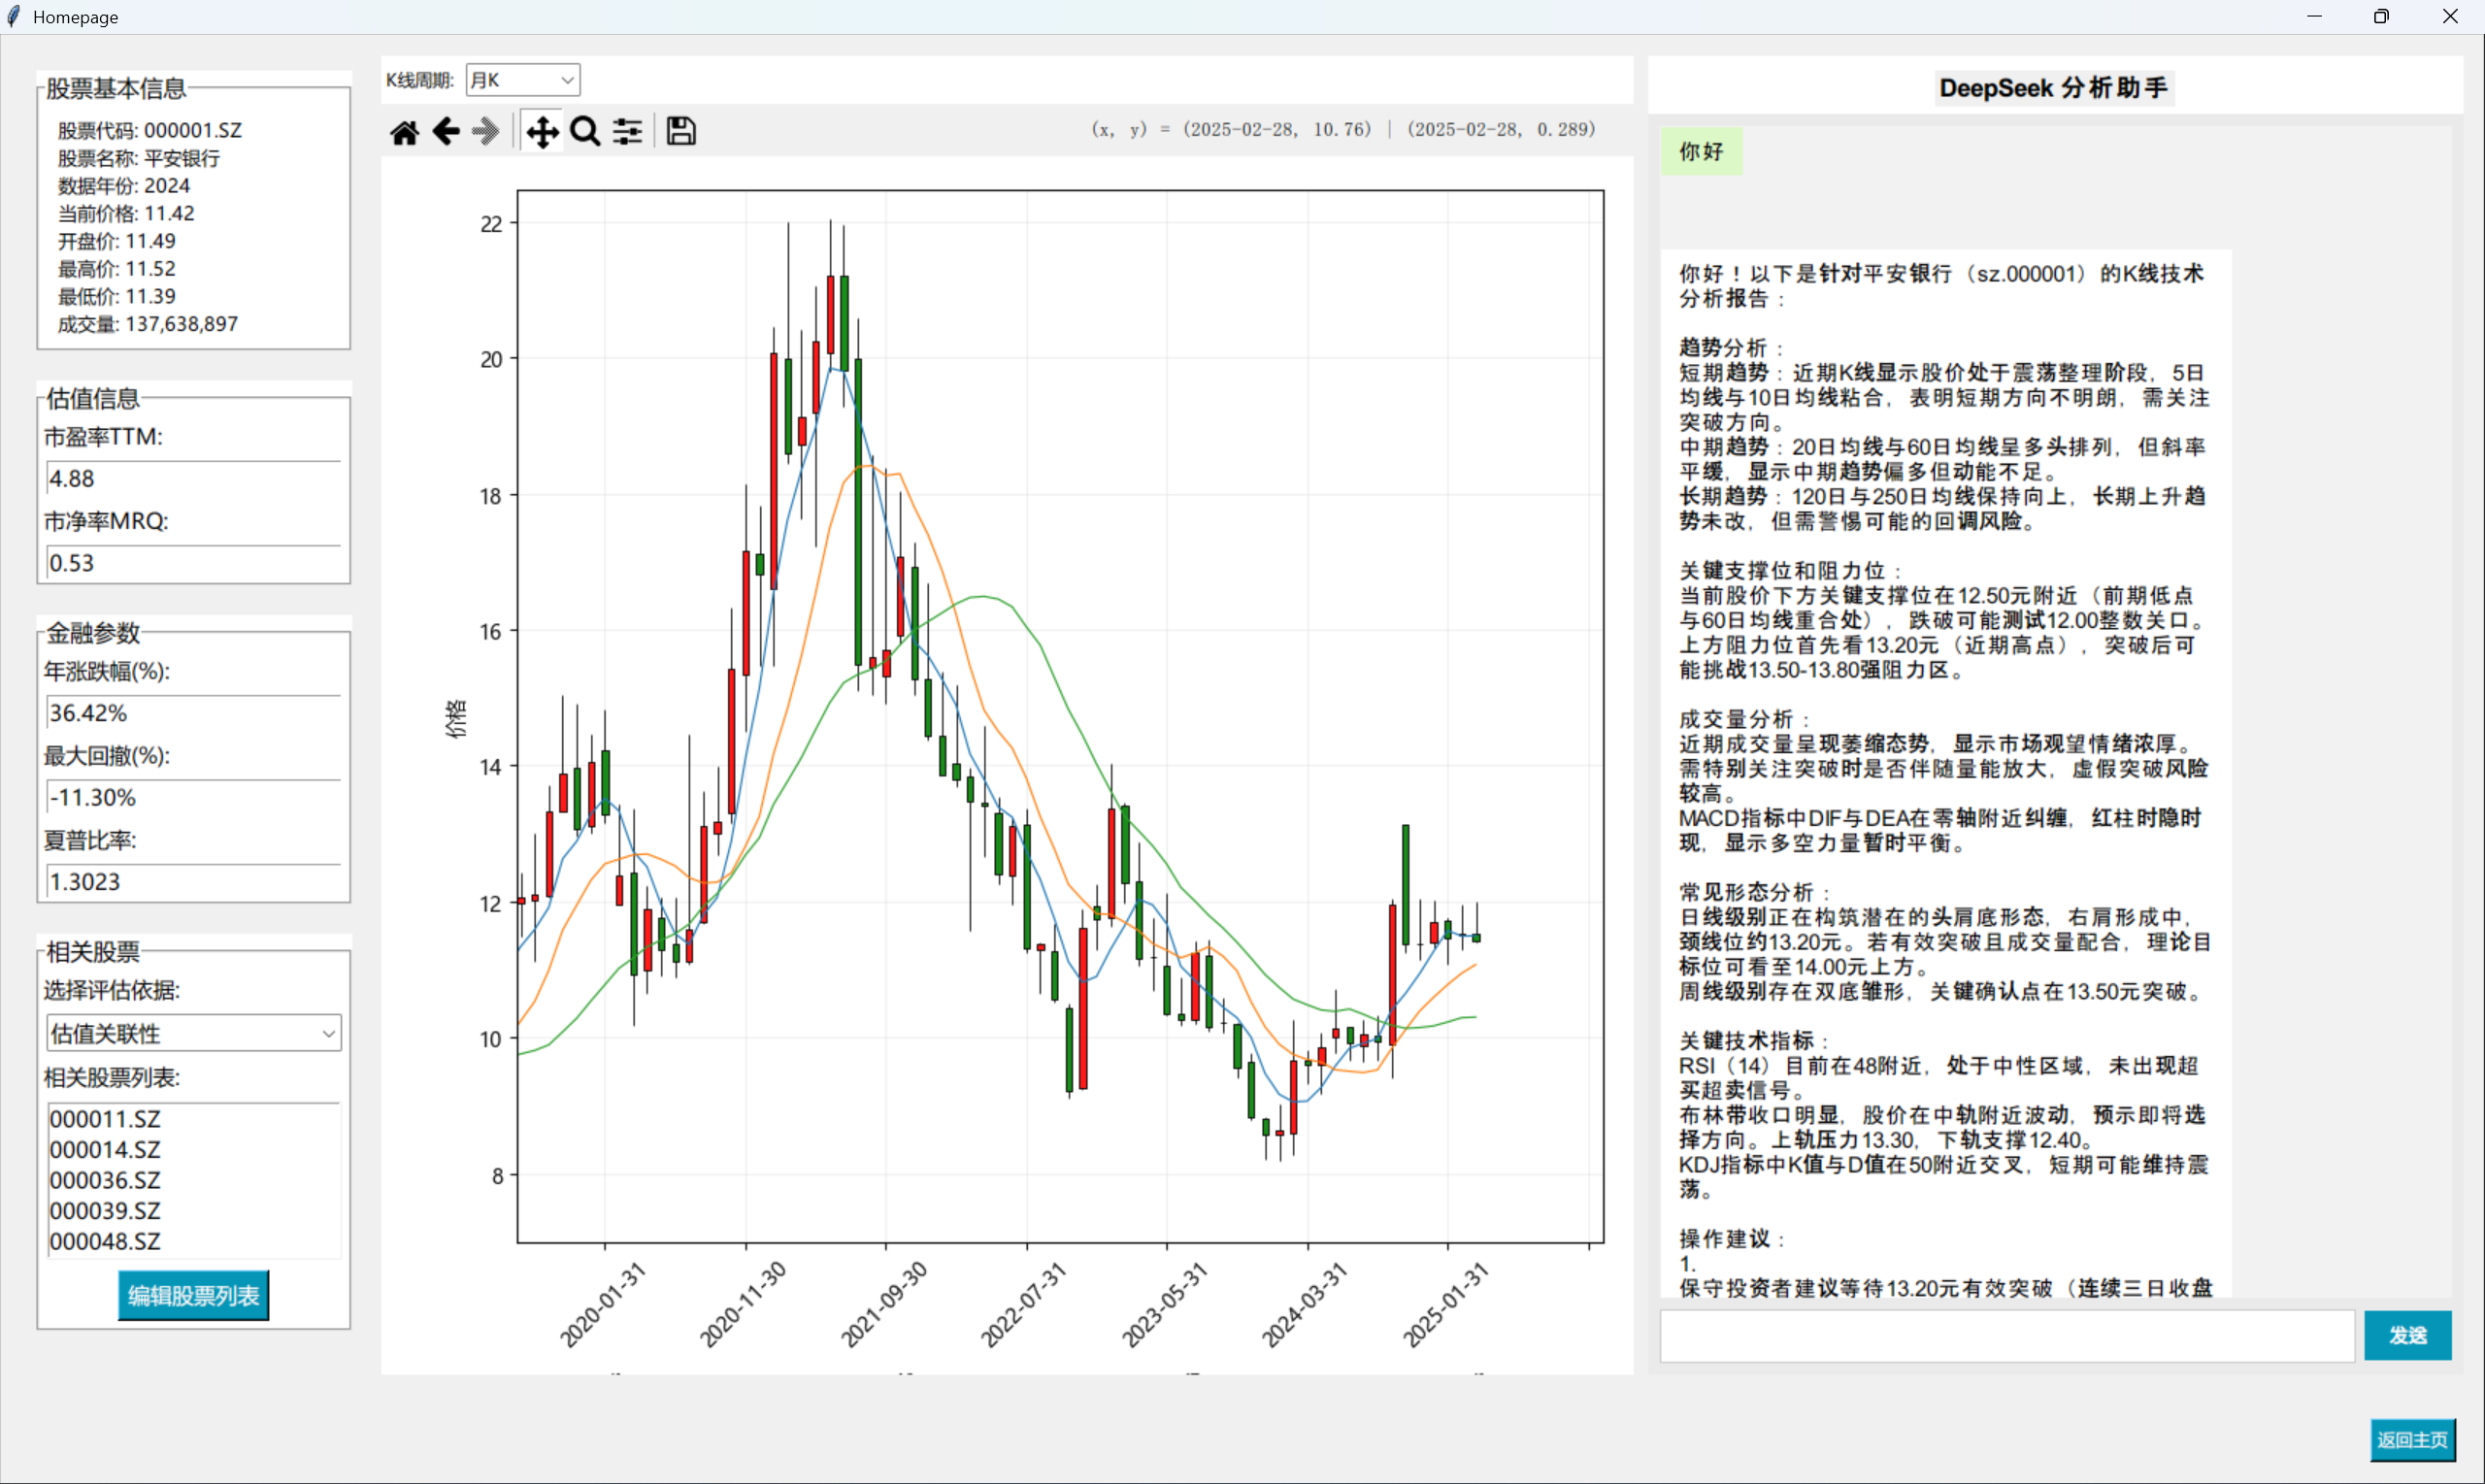 Homepage
股票基本信息
股票代码: 000001.SZ
股票名称: 平安银行
数据年份: 2024
当前价格: 11.42
开盘价: 11.49
最高价: 11.52
最低价: 11.39
成交量: 137,638,897
估值信息
市盈率TTM:
4.88
市净率MRQ:
0.53
金融参数
年涨跌幅(%):
36.42%
最大回撤(%):
-11.30%
夏普比率:
1.3023
相关股票
选择评估依据:
估值关联性
相关股票列表:
000011.SZ
000014.SZ
000036.SZ
000039.SZ
000048.SZ
编辑股票列表
K线周期: 月K
(x, y) = (2025-02-28, 10.76) | (2025-02-28, 0.289)
价格
22
20
18
16
14
12
10
8
2020-01-31
2020-11-30
2021-09-30
2022-07-31
2023-05-31
2024-03-31
2025-01-31
DeepSeek 分析助手
你好
你好！以下是针对平安银行（sz.000001）的K线技术
分析报告：
趋势分析：
短期趋势：近期K线显示股价处于震荡整理阶段，5日
均线与10日均线粘合，表明短期方向不明朗，需关注
突破方向。
中期趋势：20日均线与60日均线呈多头排列，但斜率
平缓，显示中期趋势偏多但动能不足。
长期趋势：120日与250日均线保持向上，长期上升趋
势未改，但需警惕可能的回调风险。
关键支撑位和阻力位：
当前股价下方关键支撑位在12.50元附近（前期低点
与60日均线重合处），跌破可能测试12.00整数关口。
上方阻力位首先看13.20元（近期高点），突破后可
能挑战13.50-13.80强阻力区。
成交量分析：
近期成交量呈现萎缩态势，显示市场观望情绪浓厚。
需特别关注突破时是否伴随量能放大，虚假突破风险
较高。
MACD指标中DIF与DEA在零轴附近纠缠，红柱时隐时
现，显示多空力量暂时平衡。
常见形态分析：
日线级别正在构筑潜在的头肩底形态，右肩形成中，
颈线位约13.20元。若有效突破且成交量配合，理论目
标位可看至14.00元上方。
周线级别存在双底雏形，关键确认点在13.50元突破。
关键技术指标：
RSI（14）目前在48附近，处于中性区域，未出现超
买超卖信号。
布林带收口明显，股价在中轨附近波动，预示即将选
择方向。上轨压力13.30，下轨支撑12.40。
KDJ指标中K值与D值在50附近交叉，短期可能维持震
荡。
操作建议：
1.
保守投资者建议等待13.20元有效突破（连续三日收盘
发送
返回主页